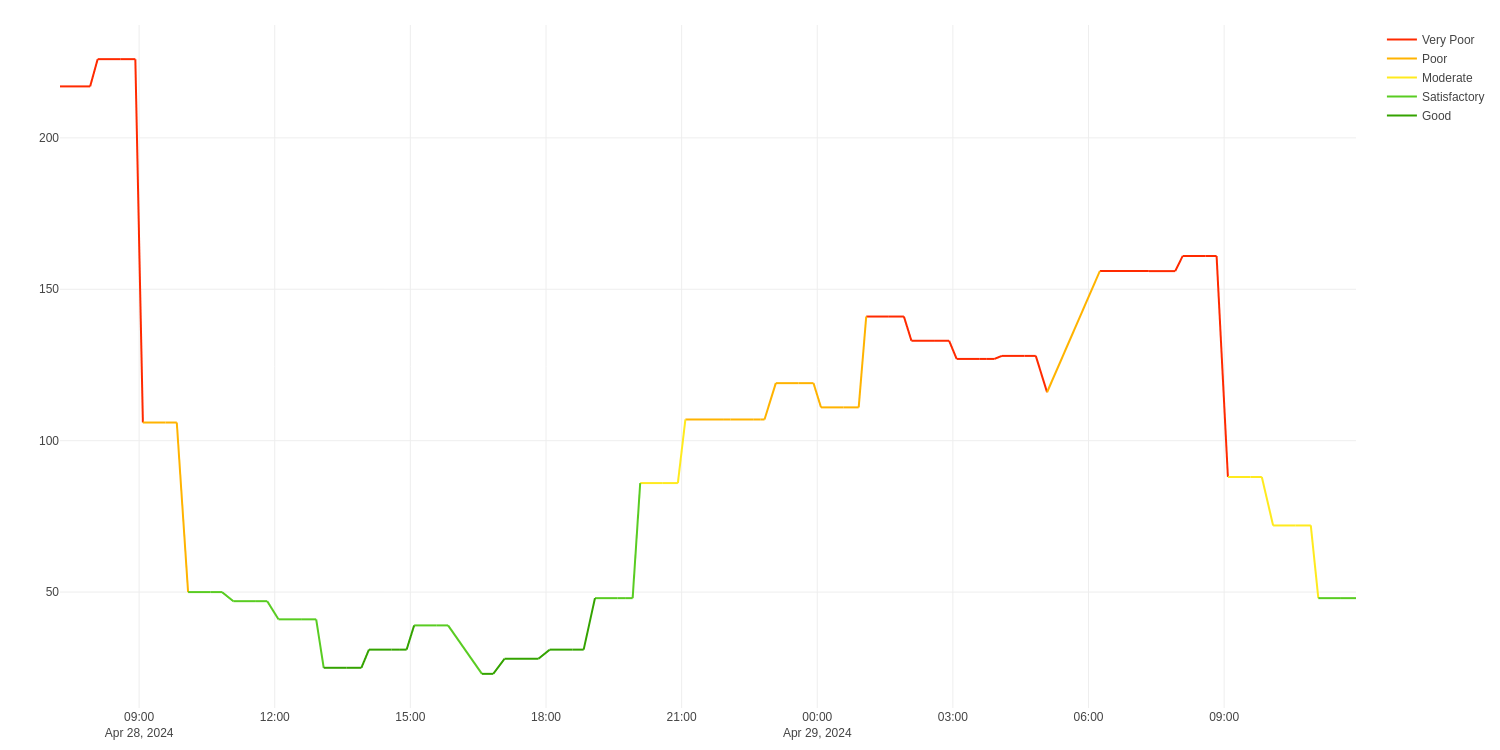 200
150
100
50
09:00
Apr 28, 2024
12:00
15:00
18:00
21:00
00:00
Apr 29, 2024
03:00
06:00
09:00
Very Poor
Poor
Moderate
Satisfactory
Good